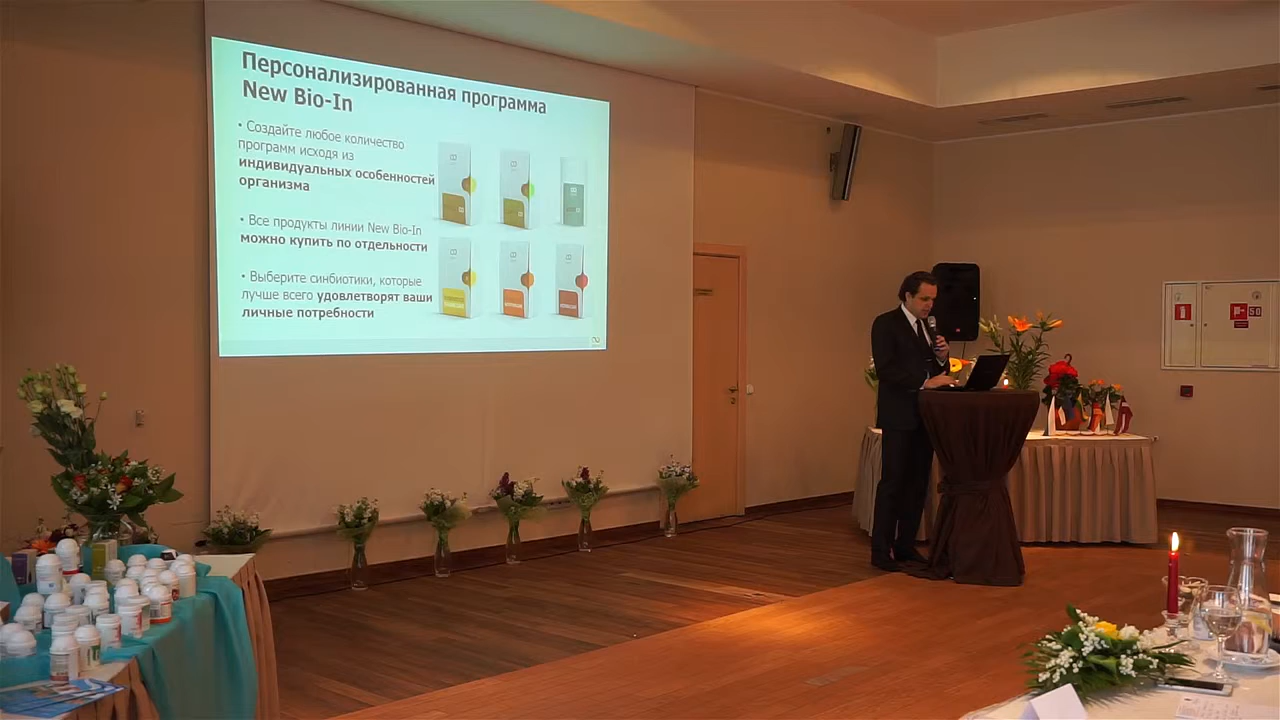 Персонализированная программа
New Bio-In
• Создайте любое количество
программ исходя из
индивидуальных особенностей
организма
• Все продукты линии New Bio-In
можно купить по отдельности
• Выберите синбиотики, которые
лучше всего удовлетворят ваши
личные потребности
50